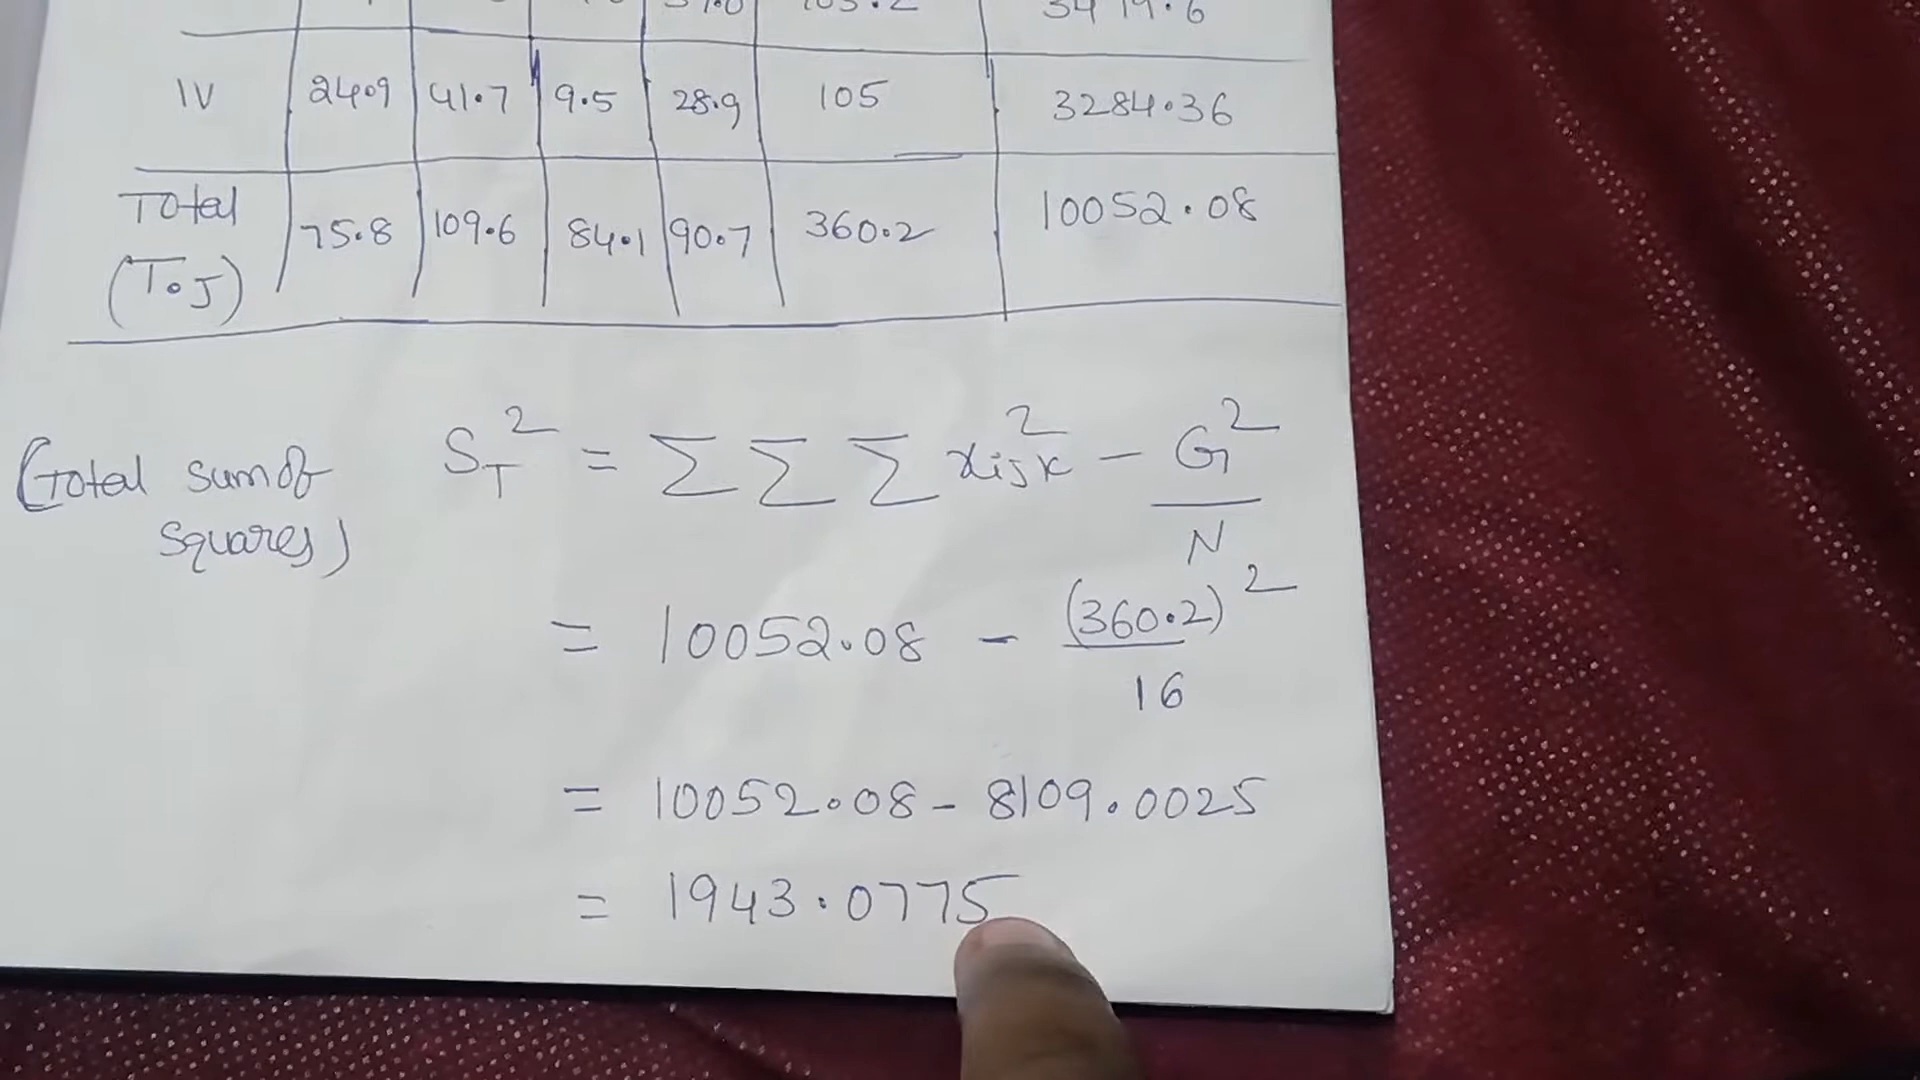 IV 24.9 41.7 9.5 28.9 105 3284.36
Total 75.8 109.6 84.1 90.7 360.2 10052.08
(T.J)
(Total sum of squares) S_T^2 = Σ Σ Σ xijk^2 - G^2/N
= 10052.08 - (360.2)^2/16
= 10052.08 - 8109.0025
= 1943.0775